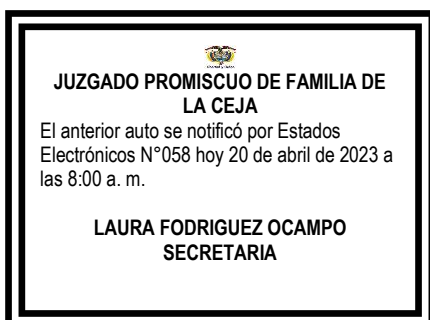 JUZGADO PROMISCUO DE FAMILIA DE
LA CEJA
El anterior auto se notificó por Estados
Electrónicos N°058 hoy 20 de abril de 2023 a
las 8:00 a. m.
LAURA FODRIGUEZ OCAMPO
SECRETARIA